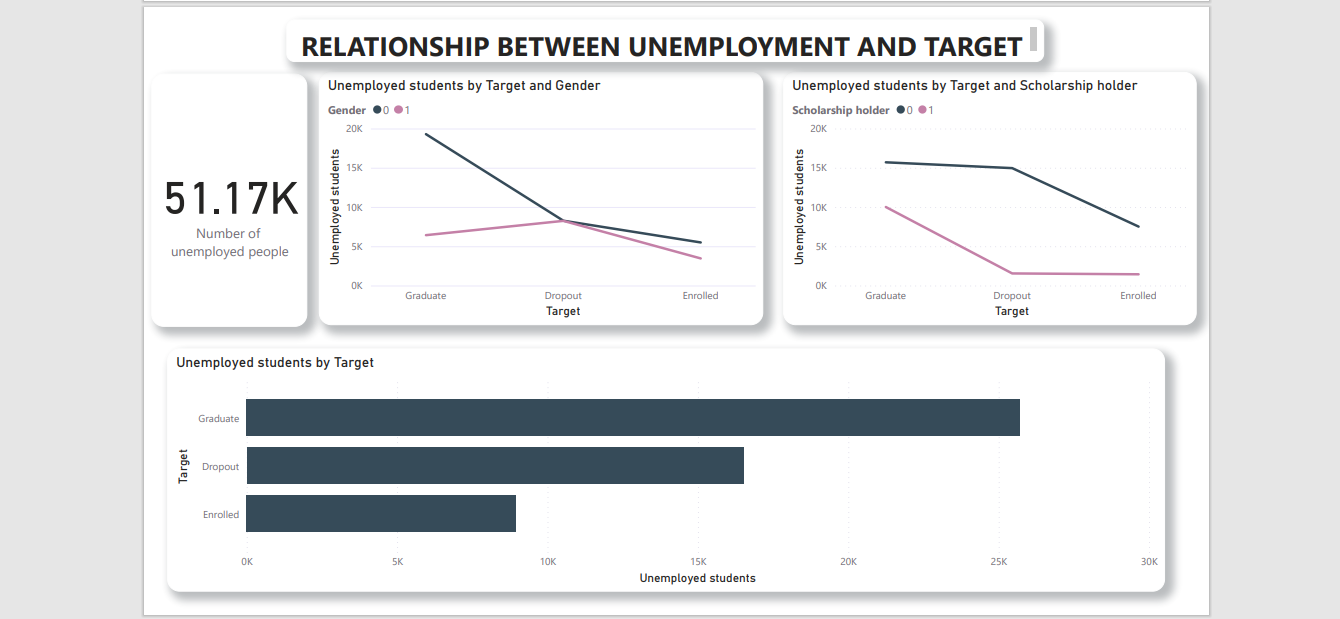 RELATIONSHIP BETWEEN UNEMPLOYMENT AND TARGET
51.17K
Number of
unemployed people
Unemployed students by Target and Gender
Gender 0 1
20K
15K
10K
5K
0K
Unemployed students
Graduate Dropout Enrolled
Target
Unemployed students by Target and Scholarship holder
Scholarship holder 0 1
20K
15K
10K
5K
0K
Unemployed students
Graduate Dropout Enrolled
Target
Unemployed students by Target
Target
Graduate
Dropout
Enrolled
0K 5K 10K 15K 20K 25K 30K
Unemployed students